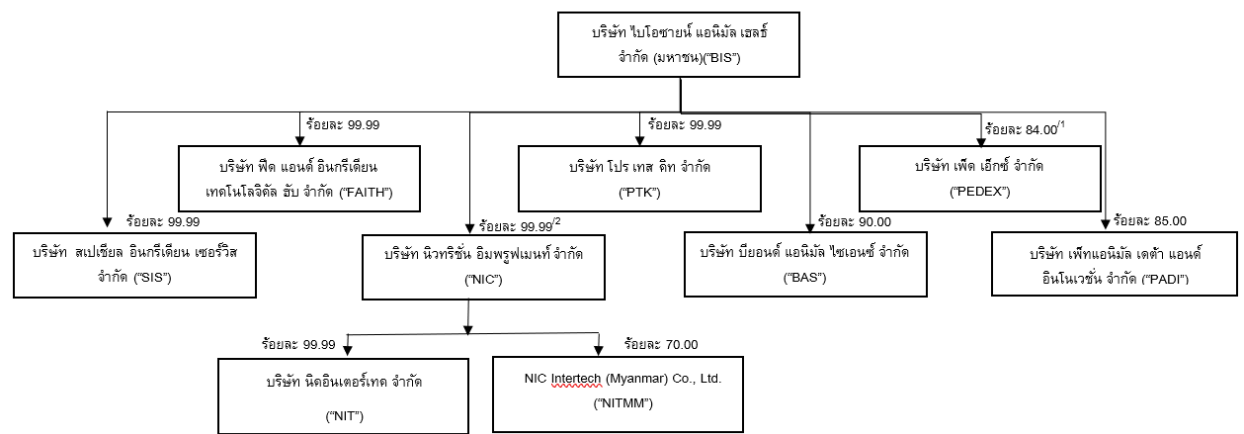 บริษัท ไบโอซายน์ แอนิมัล เฮลธ์
จำกัด (มหาชน)("BIS")
ร้อยละ 99.99
ร้อยละ 99.99
ร้อยละ 84.00/1
บริษัท ฟีด แอนด์ อินกรีเดียน
เทคโนโลจิคัล ฮับ จำกัด ("FAITH")
บริษัท โปร เทส คิท จำกัด
("PTK")
บริษัท เพ็ด เอ็กซ์ จำกัด
("PEDEX")
ร้อยละ 99.99
ร้อยละ 99.99/2
ร้อยละ 90.00
ร้อยละ 85.00
บริษัท สเปเชียล อินกรีเดียน เซอร์วิส
จำกัด ("SIS")
บริษัท นิวทริชั่น อิมพรูฟเมนท์ จำกัด
("NIC")
บริษัท บียอนด์ แอนิมัล ไซเอนซ์ จำกัด
("BAS")
บริษัท เพ็ทแอนิมัล เดต้า แอนด์
อินโนเวชั่น จำกัด ("PADI")
ร้อยละ 99.99
ร้อยละ 70.00
บริษัท นิคอินเตอร์เทค จำกัด
("NIT")
NIC Intertech (Myanmar) Co., Ltd.
("NITMM")